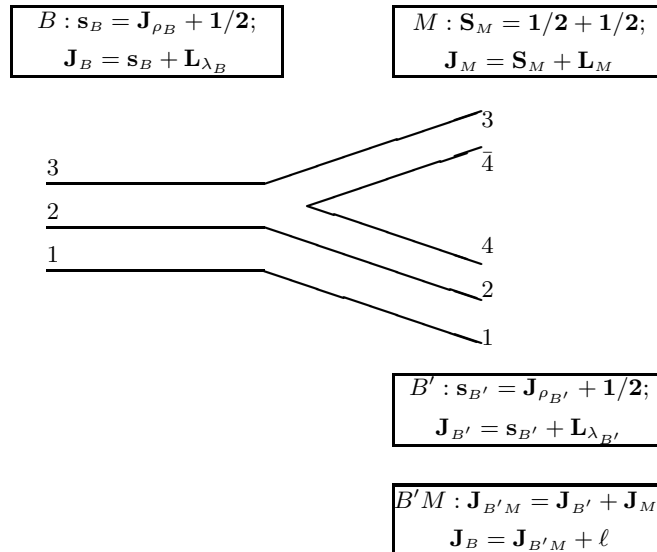 B : s_B = J_{ρ_B} + 1/2;
J_B = s_B + L_{λ_B}
M : S_M = 1/2 + 1/2;
J_M = S_M + L_M
3
3
4̄
2
1
4
2
1
B′ : s_{B′} = J_{ρ_{B′}} + 1/2;
J_{B′} = s_{B′} + L_{λ_{B′}}
B′M : J_{B′M} = J_{B′} + J_M
J_B = J_{B′M} + ℓ